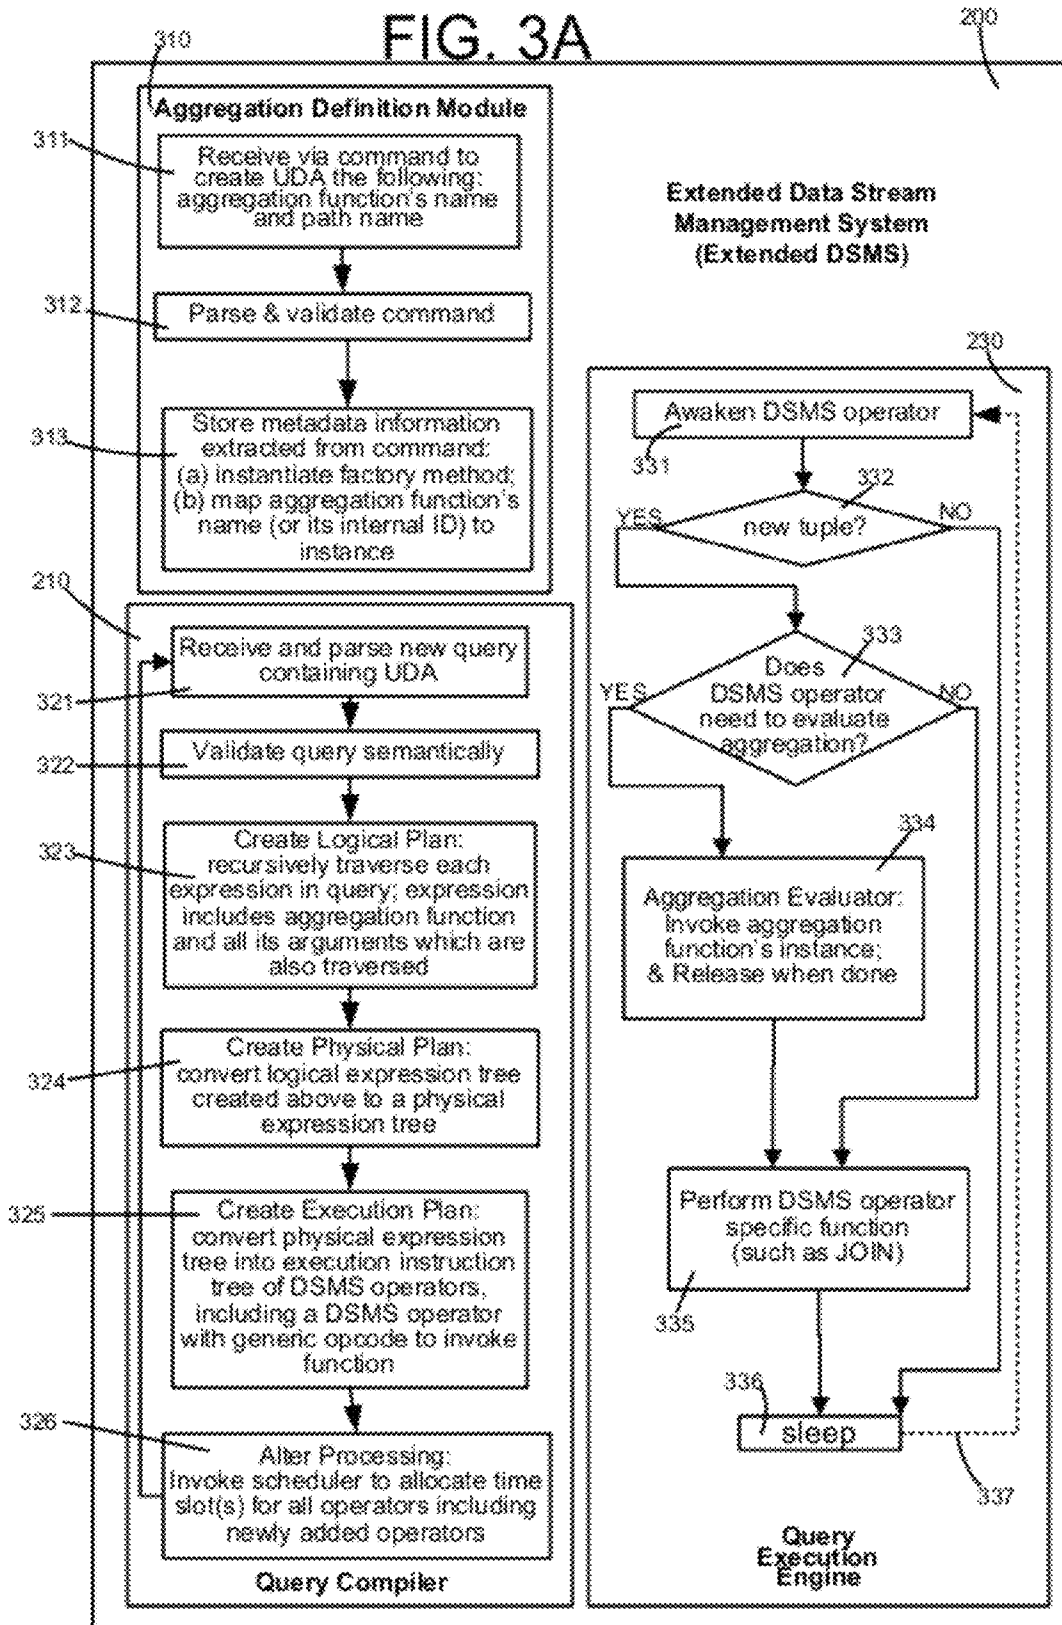 FIG. 3A
200
310
Aggregation Definition Module
311
Receive via command to
create UDA the following:
aggregation function's name
and path name
312
Parse & validate command
313
Store metadata information
extracted from command:
(a) instantiate factory method;
(b) map aggregation function's
name (or its internal ID) to
instance
Extended Data Stream
Management System
(Extended DSMS)
210
Receive and parse new query
containing UDA
321
Validate query semantically
322
323
Create Logical Plan:
recursively traverse each
expression in query; expression
includes aggregation function
and all its arguments which are
also traversed
324
Create Physical Plan:
convert logical expression tree
created above to a physical
expression tree
325
Create Execution Plan:
convert physical expression
tree into execution instruction
tree of DSMS operators,
including a DSMS operator
with generic opcode to invoke
function
326
Alter Processing:
Invoke scheduler to allocate time
slot(s) for all operators including
newly added operators
Query Compiler
230
Awaken DSMS operator
331
332
YES
new tuple?
NO
333
YES
Does
DSMS operator
need to evaluate
aggregation?
NO
334
Aggregation Evaluator:
Invoke aggregation
function's instance;
& Release when done
Perform DSMS operator
specific function
(such as JOIN)
335
336
sleep
337
Query
Execution
Engine